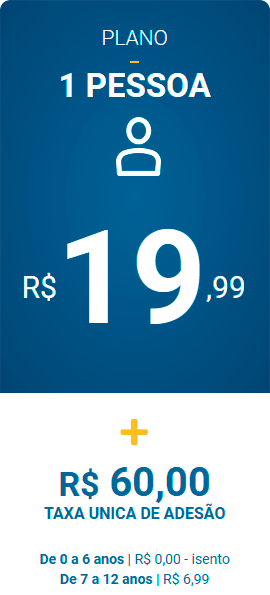 PLANO
1 PESSOA
R$ 19,99
+
R$ 60,00
TAXA UNICA DE ADESÃO
De 0 a 6 anos | R$ 0,00 - isento
De 7 a 12 anos | R$ 6,99